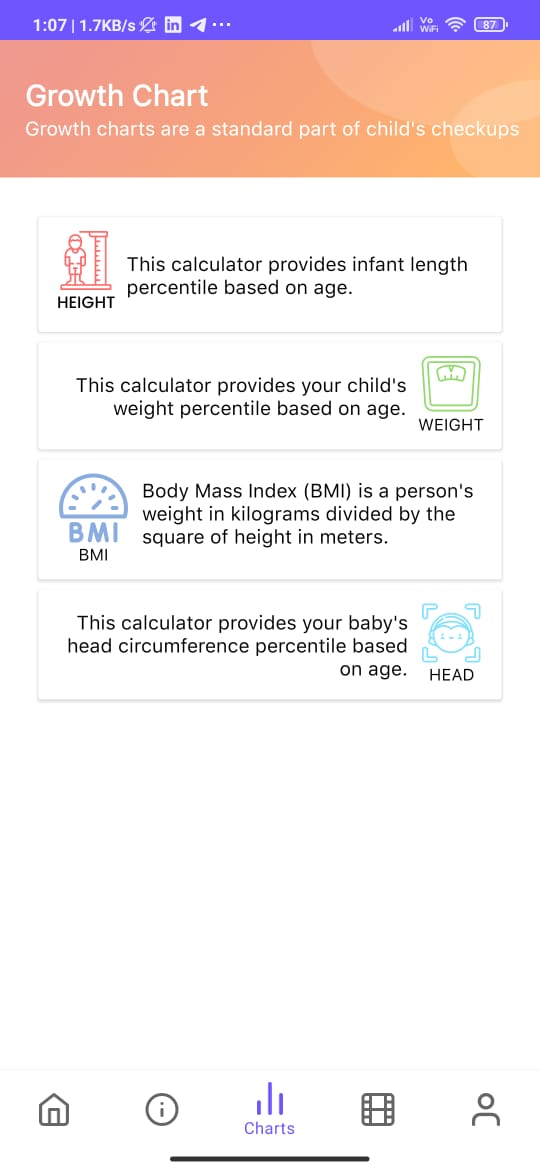 1:07 | 1.7KB/s in ...
Vo WiFi 87
Growth Chart
Growth charts are a standard part of child's checkups
This calculator provides infant length
percentile based on age.
HEIGHT
This calculator provides your child's
weight percentile based on age.
WEIGHT
Body Mass Index (BMI) is a person's
weight in kilograms divided by the
square of height in meters.
BMI
BMI
This calculator provides your baby's
head circumference percentile based
on age.
HEAD
Charts